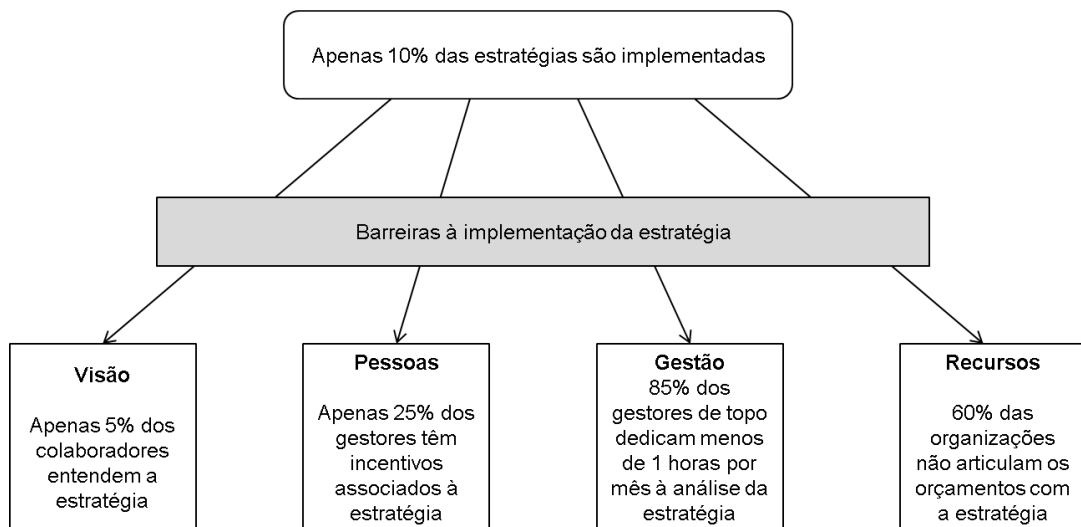 Apenas 10% das estratégias são implementadas
Barreiras à implementação da estratégia
Visão
Apenas 5% dos
colaboradores
entendem a
estratégia
Pessoas
Apenas 25% dos
gestores têm
incentivos
associados à
estratégia
Gestão
85% dos
gestores de topo
dedicam menos
de 1 horas por
mês à análise da
estratégia
Recursos
60% das
organizações
não articulam os
orçamentos com
a estratégia